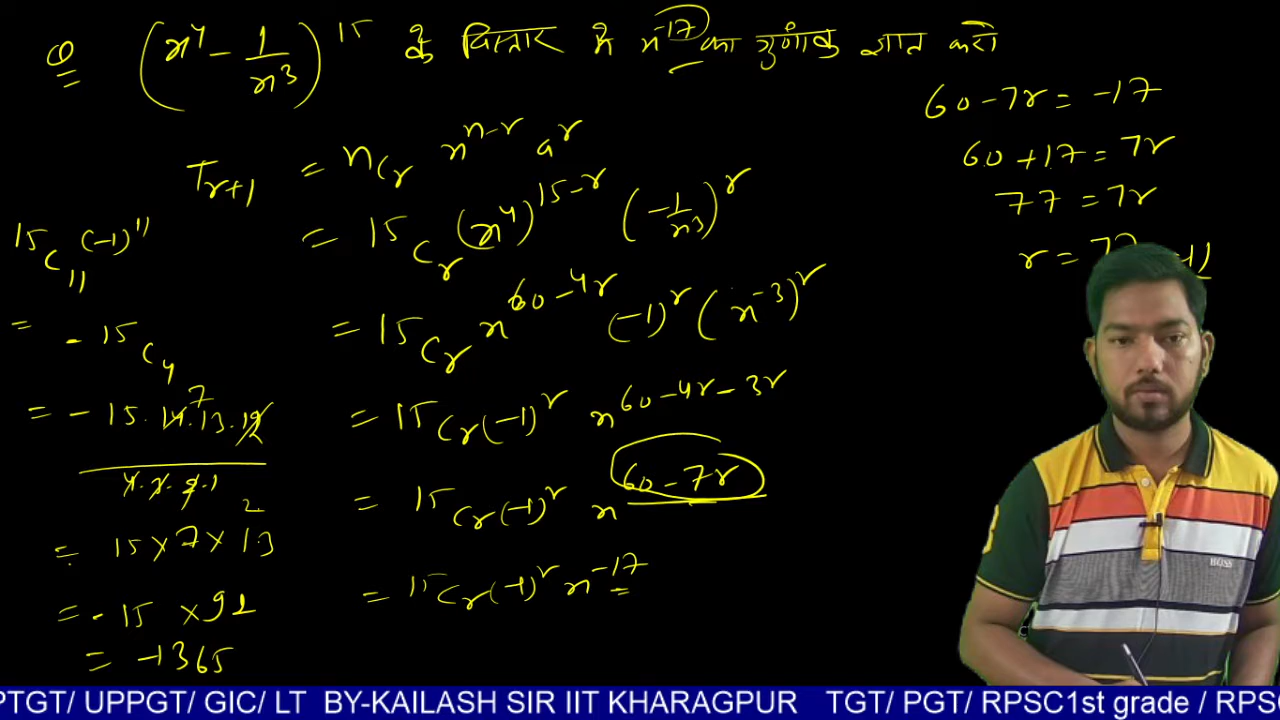 Q (x⁴ - 1/x³)¹⁵ के विस्तार में x⁻¹⁷ का गुणांक ज्ञात करो
Tr+1 = nCr xⁿ⁻ʳ aʳ
= 15Cr (x⁴)¹⁵⁻ʳ (-1/x³)ʳ
= 15Cr x⁶⁰⁻⁴ʳ (-1)ʳ (x⁻³)ʳ
= 15Cr (-1)ʳ x⁶⁰⁻⁴ʳ⁻³ʳ
= 15Cr (-1)ʳ x⁶⁰⁻⁷ʳ
= 15Cr (-1)ʳ x⁻¹⁷
60 - 7r = -17
60 + 17 = 7r
77 = 7r
r =
15C11 (-1)¹¹
= - 15C4
= - 15.14.13.12
4.3.2.1
7
2
= 15 x 7 x 13
= - 15 x 91
= -1365
PTGT/ UPPGT/ GIC/ LT BY-KAILASH SIR IIT KHARAGPUR TGT/ PGT/ RPSC1st grade / RPS